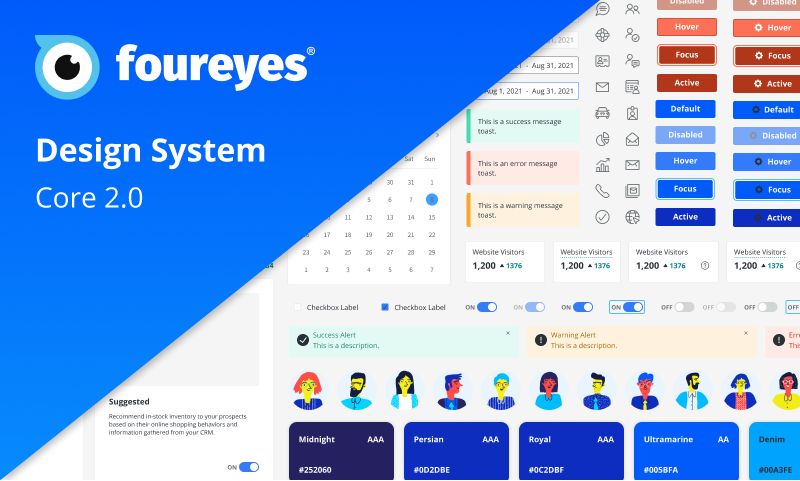 foureyes®
Design System
Core 2.0
31, 2021
- Aug 31, 2021
Aug 1, 2021 - Aug 31, 2021
This is a success message
toast.
This is an error message
toast.
This is a warning message
toast.
Disabled
Hover
Focus
Active
Default
Disabled
Hover
Focus
Active
Disabled
Hover
Focus
Active
Default
Disabled
Hover
Focus
Active
Sat Sun
30 31 1
6 7 8
13 14 15
18 19 20 21 22
23 24 25 26 27 28 29
1 2 3 4 5 6 7
Website Visitors
1,200 1376
Website Visitors
1,200 1376
Website Visitors
1,200 1376
Website Visitors
1,200 1376
Checkbox Label
Checkbox Label
ON
ON
ON
ON
OFF
OFF
OFF
OFF
Success Alert
This is a description.
Warning Alert
This is a description.
Suggested
Recommend in-stock inventory to your prospects
based on their online shopping behaviors and
information gathered from your CRM.
ON
Midnight AAA
#252060
Persian AAA
#0D2DBE
Royal AAA
#0C2DBF
Ultramarine AA
#005BFA
Denim
#00A3FE